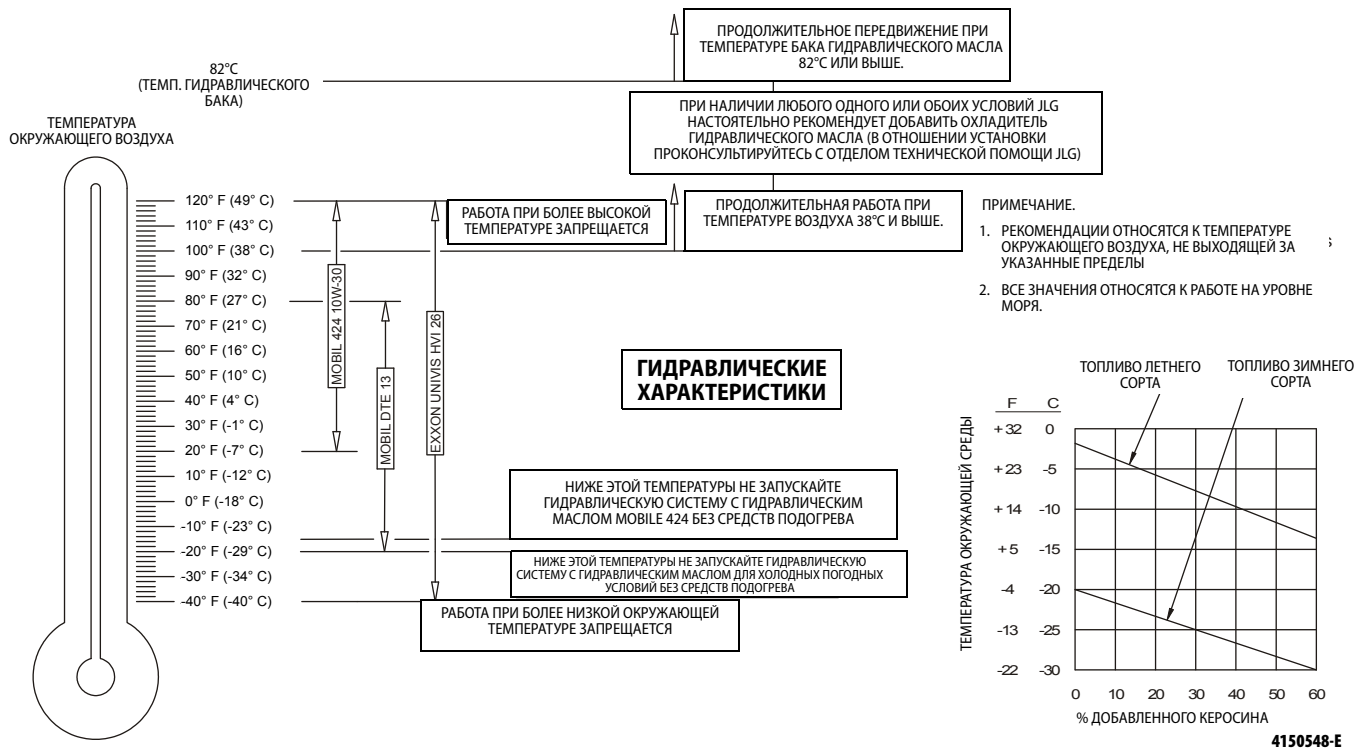 ПРОДОЛЖИТЕЛЬНОЕ ПЕРЕДВИЖЕНИЕ ПРИ
ТЕМПЕРАТУРЕ БАКА ГИДРАВЛИЧЕСКОГО МАСЛА
82°C ИЛИ ВЫШЕ.
82°C
(ТЕМП. ГИДРАВЛИЧЕСКОГО
БАКА)
ПРИ НАЛИЧИИ ЛЮБОГО ОДНОГО ИЛИ ОБОИХ УСЛОВИЙ JLG
НАСТОЯТЕЛЬНО РЕКОМЕНДУЕТ ДОБАВИТЬ ОХЛАДИТЕЛЬ
ГИДРАВЛИЧЕСКОГО МАСЛА (В ОТНОШЕНИИ УСТАНОВКИ
ПРОКОНСУЛЬТИРУЙТЕСЬ С ОТДЕЛОМ ТЕХНИЧЕСКОЙ ПОМОЩИ JLG)
ТЕМПЕРАТУРА
ОКРУЖАЮЩЕГО ВОЗДУХА
120° F (49° C)
110° F (43° C)
100° F (38° C)
90° F (32° C)
80° F (27° C)
70° F (21° C)
60° F (16° C)
50° F (10° C)
40° F (4° C)
30° F (-1° C)
20° F (-7° C)
10° F (-12° C)
0° F (-18° C)
-10° F (-23° C)
-20° F (-29° C)
-30° F (-34° C)
-40° F (-40° C)
MOBIL 424 10W-30
MOBIL DTE 13
EXXON UNIVIS HVI 26
РАБОТА ПРИ БОЛЕЕ ВЫСОКОЙ
ТЕМПЕРАТУРЕ ЗАПРЕЩАЕТСЯ
ПРОДОЛЖИТЕЛЬНАЯ РАБОТА ПРИ
ТЕМПЕРАТУРЕ ВОЗДУХА 38°C И ВЫШЕ.
ПРИМЕЧАНИЕ.
1. РЕКОМЕНДАЦИИ ОТНОСЯТСЯ К ТЕМПЕРАТУРЕ
ОКРУЖАЮЩЕГО ВОЗДУХА, НЕ ВЫХОДЯЩЕЙ ЗА
УКАЗАННЫЕ ПРЕДЕЛЫ
2. ВСЕ ЗНАЧЕНИЯ ОТНОСЯТСЯ К РАБОТЕ НА УРОВНЕ
МОРЯ.
ГИДРАВЛИЧЕСКИЕ
ХАРАКТЕРИСТИКИ
НИЖЕ ЭТОЙ ТЕМПЕРАТУРЫ НЕ ЗАПУСКАЙТЕ
ГИДРАВЛИЧЕСКУЮ СИСТЕМУ С ГИДРАВЛИЧЕСКИМ
МАСЛОМ MOBILE 424 БЕЗ СРЕДСТВ ПОДОГРЕВА
НИЖЕ ЭТОЙ ТЕМПЕРАТУРЫ НЕ ЗАПУСКАЙТЕ ГИДРАВЛИЧЕСКУЮ
СИСТЕМУ С ГИДРАВЛИЧЕСКИМ МАСЛОМ ДЛЯ ХОЛОДНЫХ ПОГОДНЫХ
УСЛОВИЙ БЕЗ СРЕДСТВ ПОДОГРЕВА
РАБОТА ПРИ БОЛЕЕ НИЗКОЙ ОКРУЖАЮЩЕЙ
ТЕМПЕРАТУРЕ ЗАПРЕЩАЕТСЯ
ТОПЛИВО ЛЕТНЕГО
СОРТА
ТОПЛИВО ЗИМНЕГО
СОРТА
ТЕМПЕРАТУРА ОКРУЖАЮЩЕЙ СРЕДЫ
F C
+32 0
+23 -5
+14 -10
+5 -15
-4 -20
-13 -25
-22 -30
0 10 20 30 40 50 60
% ДОБАВЛЕННОГО КЕРОСИНА
4150548-E